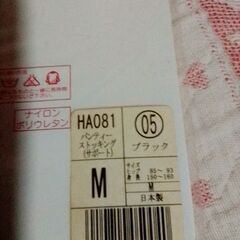 ナイロン
ポリウレタン
HA081
パンティー
ストッキング
(サポート)
05
ブラック
M
サイズ
ヒップ 85～93
身長 150～160
M
日本製